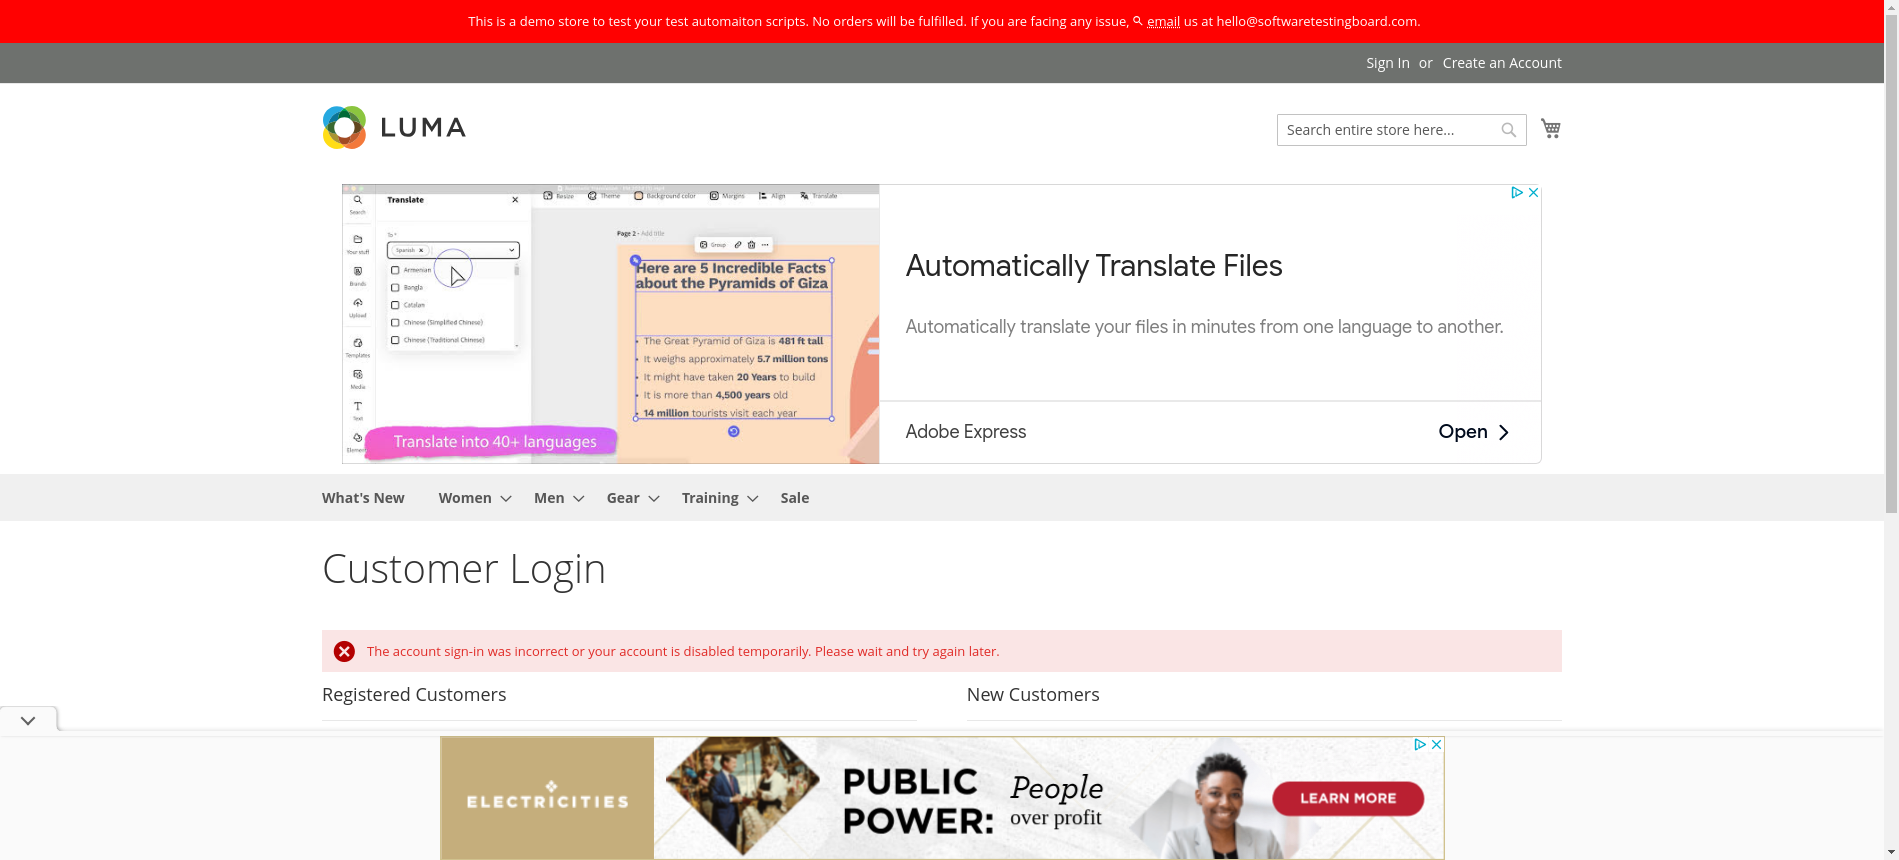 This is a demo store to test your test automaiton scripts. No orders will be fulfilled. If you are facing any issue, email us at hello@softwaretestingboard.com.
Sign In or Create an Account
LUMA
Search entire store here...
Resize Theme Background color Margins Align Translate
Search
Translate
Your stuff
Brands
Upload
Templates
Media
Text
To *
Spanish
Armenian
Bangla
Catalan
Chinese (Simplified Chinese)
Chinese (Traditional Chinese)
Page 2 - Add title
Group
Here are 5 Incredible Facts
about the Pyramids of Giza
• The Great Pyramid of Giza is 481 ft tall
• It weighs approximately 5.7 million tons
• It might have taken 20 Years to build
• It is more than 4,500 years old
• 14 million tourists visit each year
Translate into 40+ languages
Automatically Translate Files
Automatically translate your files in minutes from one language to another.
Adobe Express
Open
What's New Women Men Gear Training Sale
Customer Login
The account sign-in was incorrect or your account is disabled temporarily. Please wait and try again later.
Registered Customers
New Customers
ELECTRICITIES
PUBLIC
POWER:
People
over profit
LEARN MORE